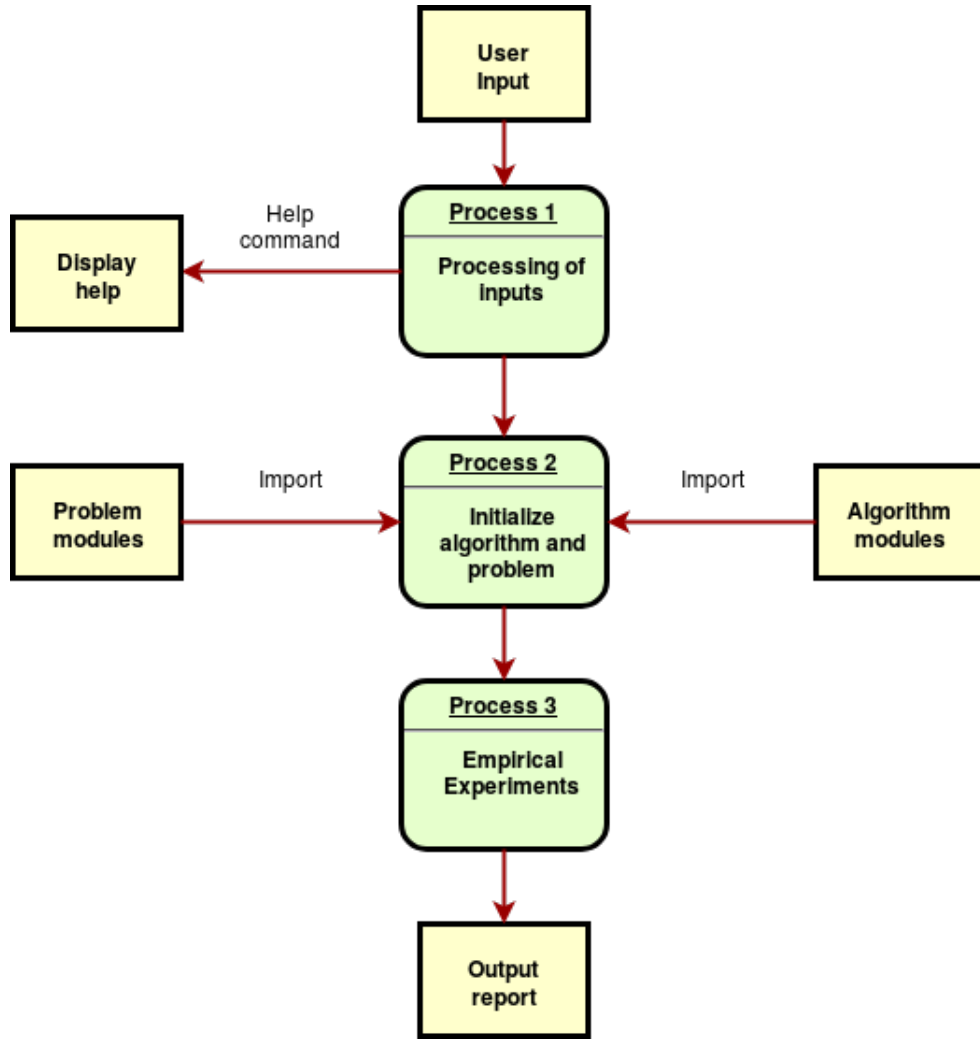 User
Input
Process 1
Processing of
inputs
Help
command
Display
help
Process 2
Initialize
algorithm and
problem
Import
Problem
modules
Import
Algorithm
modules
Process 3
Empirical
Experiments
Output
report